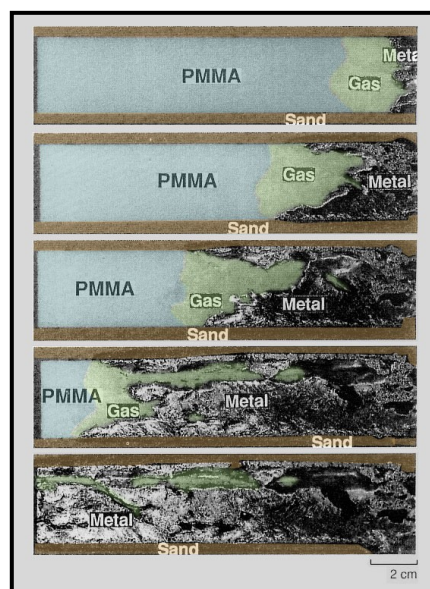 Metal
PMMA
Gas
Sand
PMMA
Gas
Metal
Sand
PMMA
Gas
Metal
Sand
PMMA
Gas
Metal
Sand
Metal
Sand
2 cm